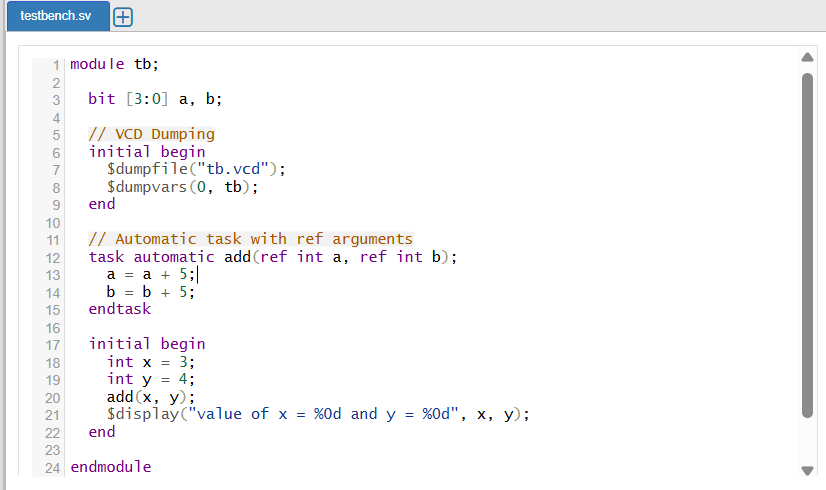 testbench.sv
1 module tb;
2
3 bit [3:0] a, b;
4
5 // VCD Dumping
6 initial begin
7 $dumpfile("tb.vcd");
8 $dumpvars(0, tb);
9 end
10
11 // Automatic task with ref arguments
12 task automatic add(ref int a, ref int b);
13 a = a + 5;
14 b = b + 5;
15 endtask
16
17 initial begin
18 int x = 3;
19 int y = 4;
20 add(x, y);
21 $display("value of x = %0d and y = %0d", x, y);
22 end
23
24 endmodule